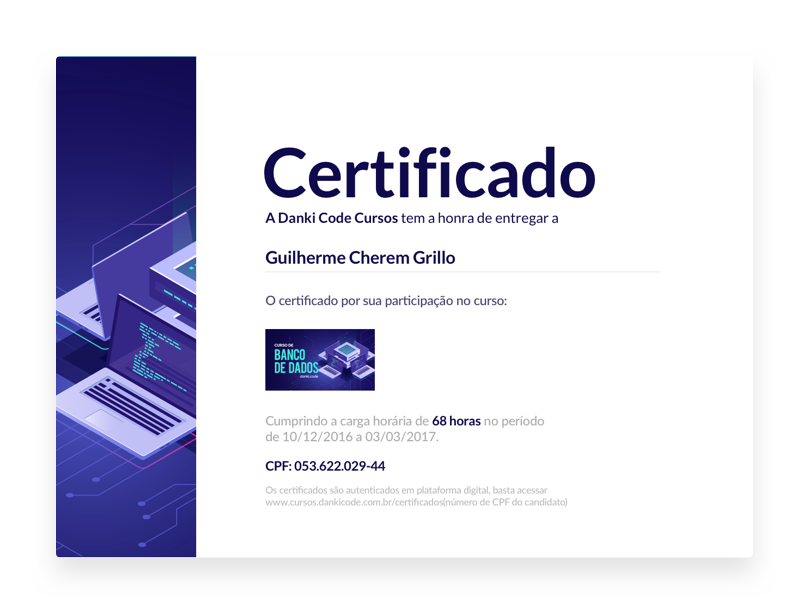 Certificado
A Danki Code Cursos tem a honra de entregar a
Guilherme Cherem Grillo
O certificado por sua participação no curso:
CURSO DE
BANCO
DE DADOS
danki.code
Cumprindo a carga horária de 68 horas no período
de 10/12/2016 a 03/03/2017.
CPF: 053.622.029-44
Os certificados são autenticados em plataforma digital, basta acessar
www.cursos.dankicode.com.br/certificados(número de CPF do candidato)